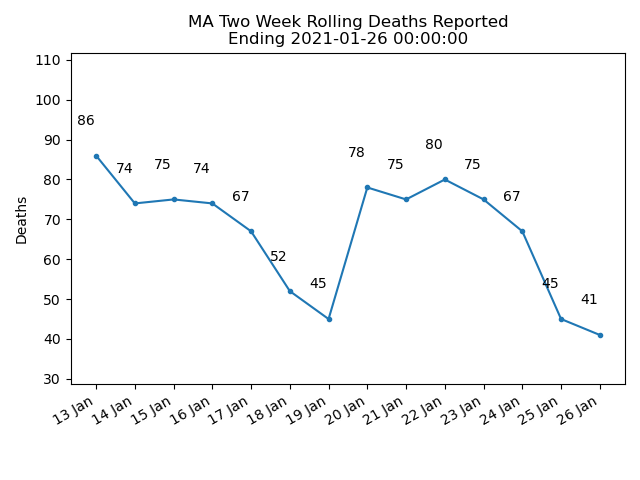 MA Two Week Rolling Deaths Reported
Ending 2021-01-26 00:00:00
110
100
90
80
70
60
50
40
30
Deaths
86
74
75
74
67
52
45
78
75
80
75
67
45
41
13 Jan
14 Jan
15 Jan
16 Jan
17 Jan
18 Jan
19 Jan
20 Jan
21 Jan
22 Jan
23 Jan
24 Jan
25 Jan
26 Jan